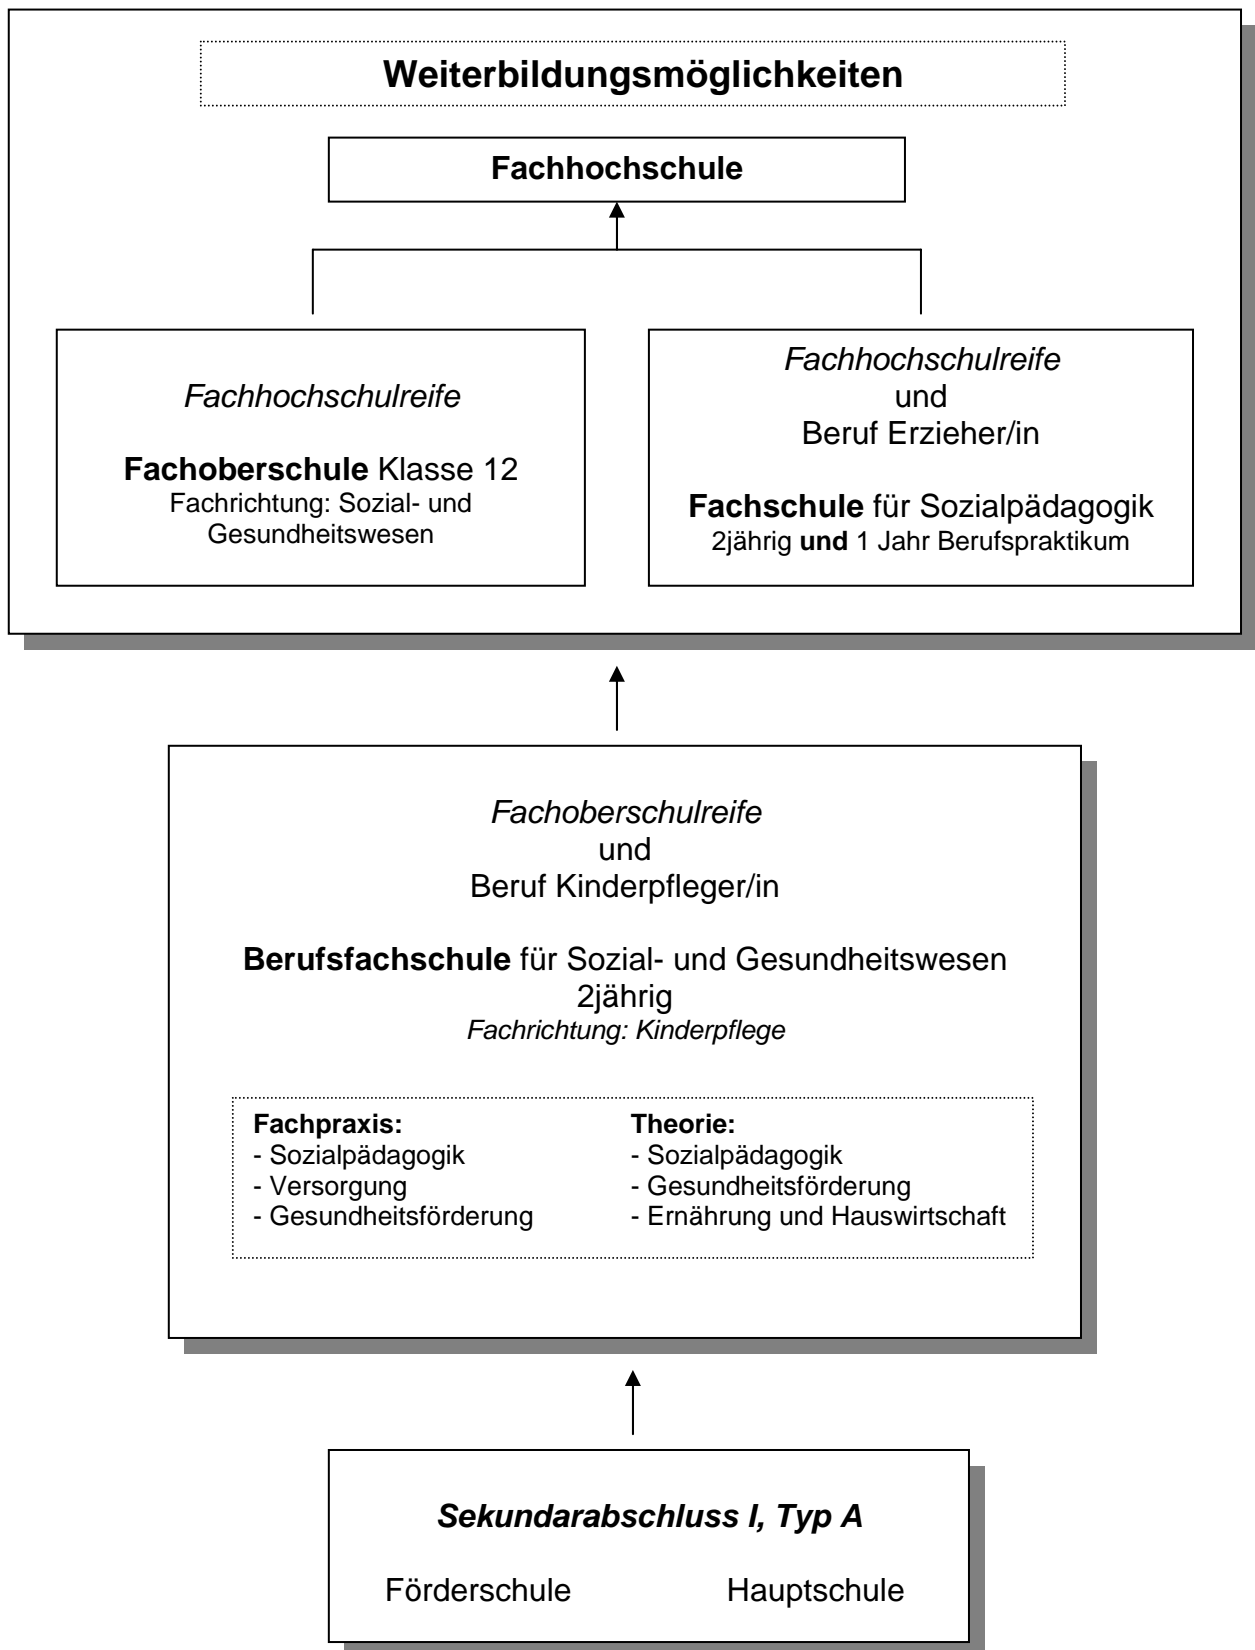 Weiterbildungsmöglichkeiten
Fachhochschule
Fachhochschulreife
Fachoberschule Klasse 12
Fachrichtung: Sozial- und
Gesundheitswesen
Fachhochschulreife
und
Beruf Erzieher/in
Fachschule für Sozialpädagogik
2jährig und 1 Jahr Berufspraktikum
Fachoberschulreife
und
Beruf Kinderpfleger/in
Berufsfachschule für Sozial- und Gesundheitswesen
2jährig
Fachrichtung: Kinderpflege
Fachpraxis:
- Sozialpädagogik
- Versorgung
- Gesundheitsförderung
Theorie:
- Sozialpädagogik
- Gesundheitsförderung
- Ernährung und Hauswirtschaft
Sekundarabschluss I, Typ A
Förderschule
Hauptschule